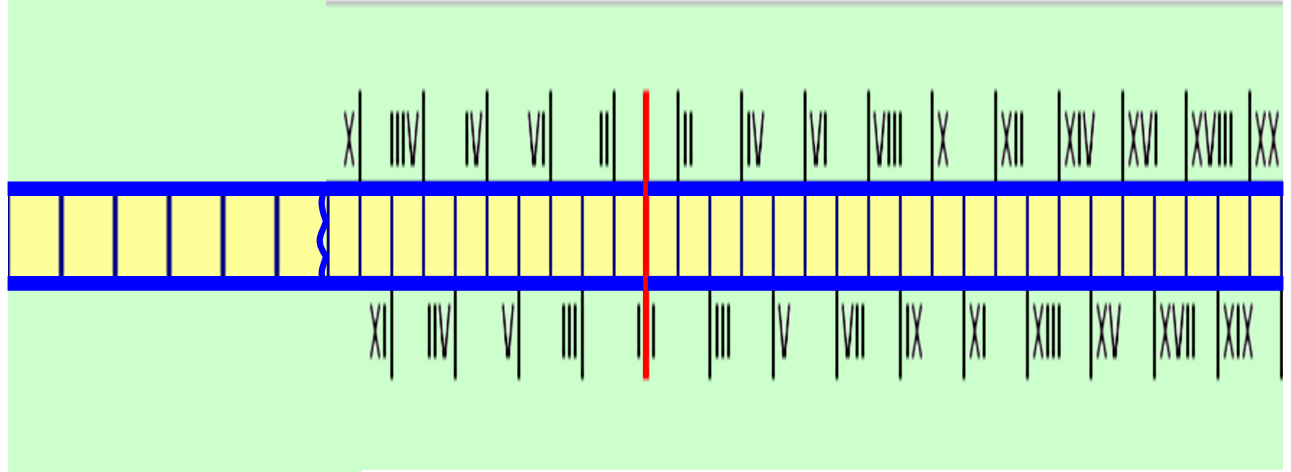 X IIIV IV VI II II IV VI VIII X XII XIV XVI XVIII XX
XI IIV V III I I III V VII IX XI XIII XV XVII XIX